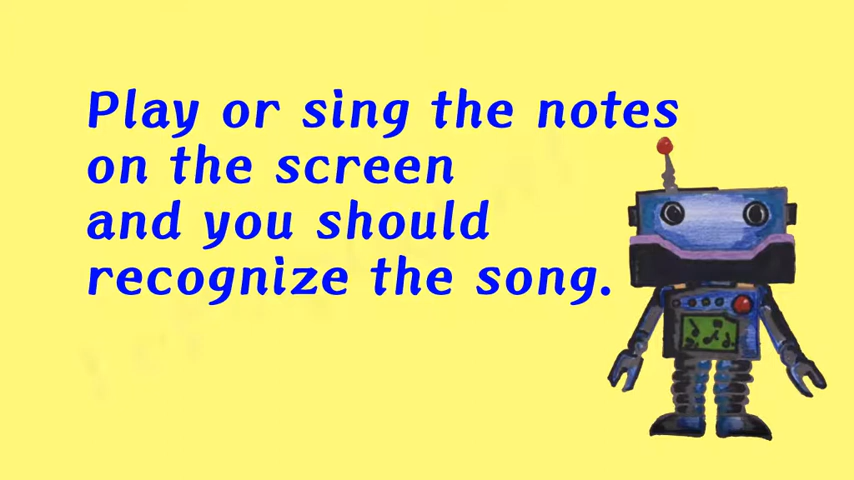 Play or sing the notes
on the screen
and you should
recognize the song.